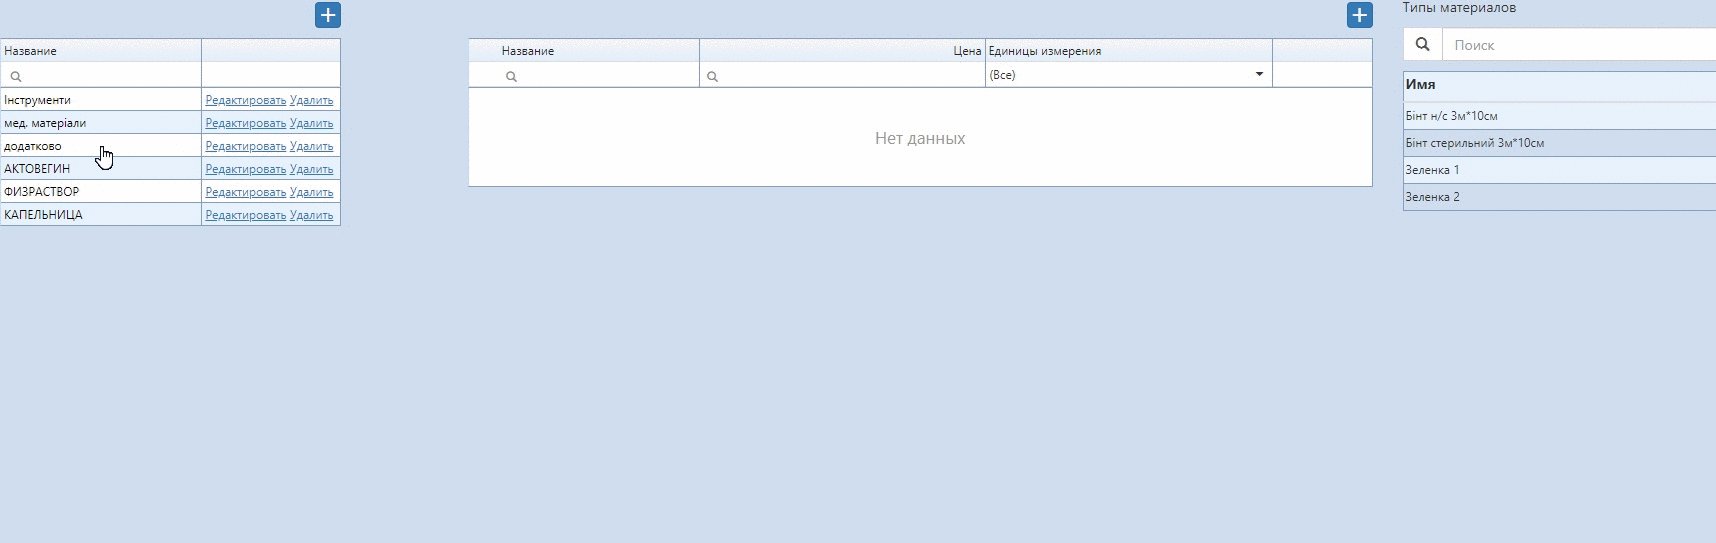 Название
Інструменти Редактировать Удалить
мед. матеріали Редактировать Удалить
додатково Редактировать Удалить
АКТОВЕГИН Редактировать Удалить
ФИЗРАСТВОР Редактировать Удалить
КАПЕЛЬНИЦА Редактировать Удалить
Название Цена Единицы измерения
(Все)
Нет данных
Типы материалов
Поиск
Имя
Бінт н/с 3м*10см
Бінт стерильний 3м*10см
Зеленка 1
Зеленка 2